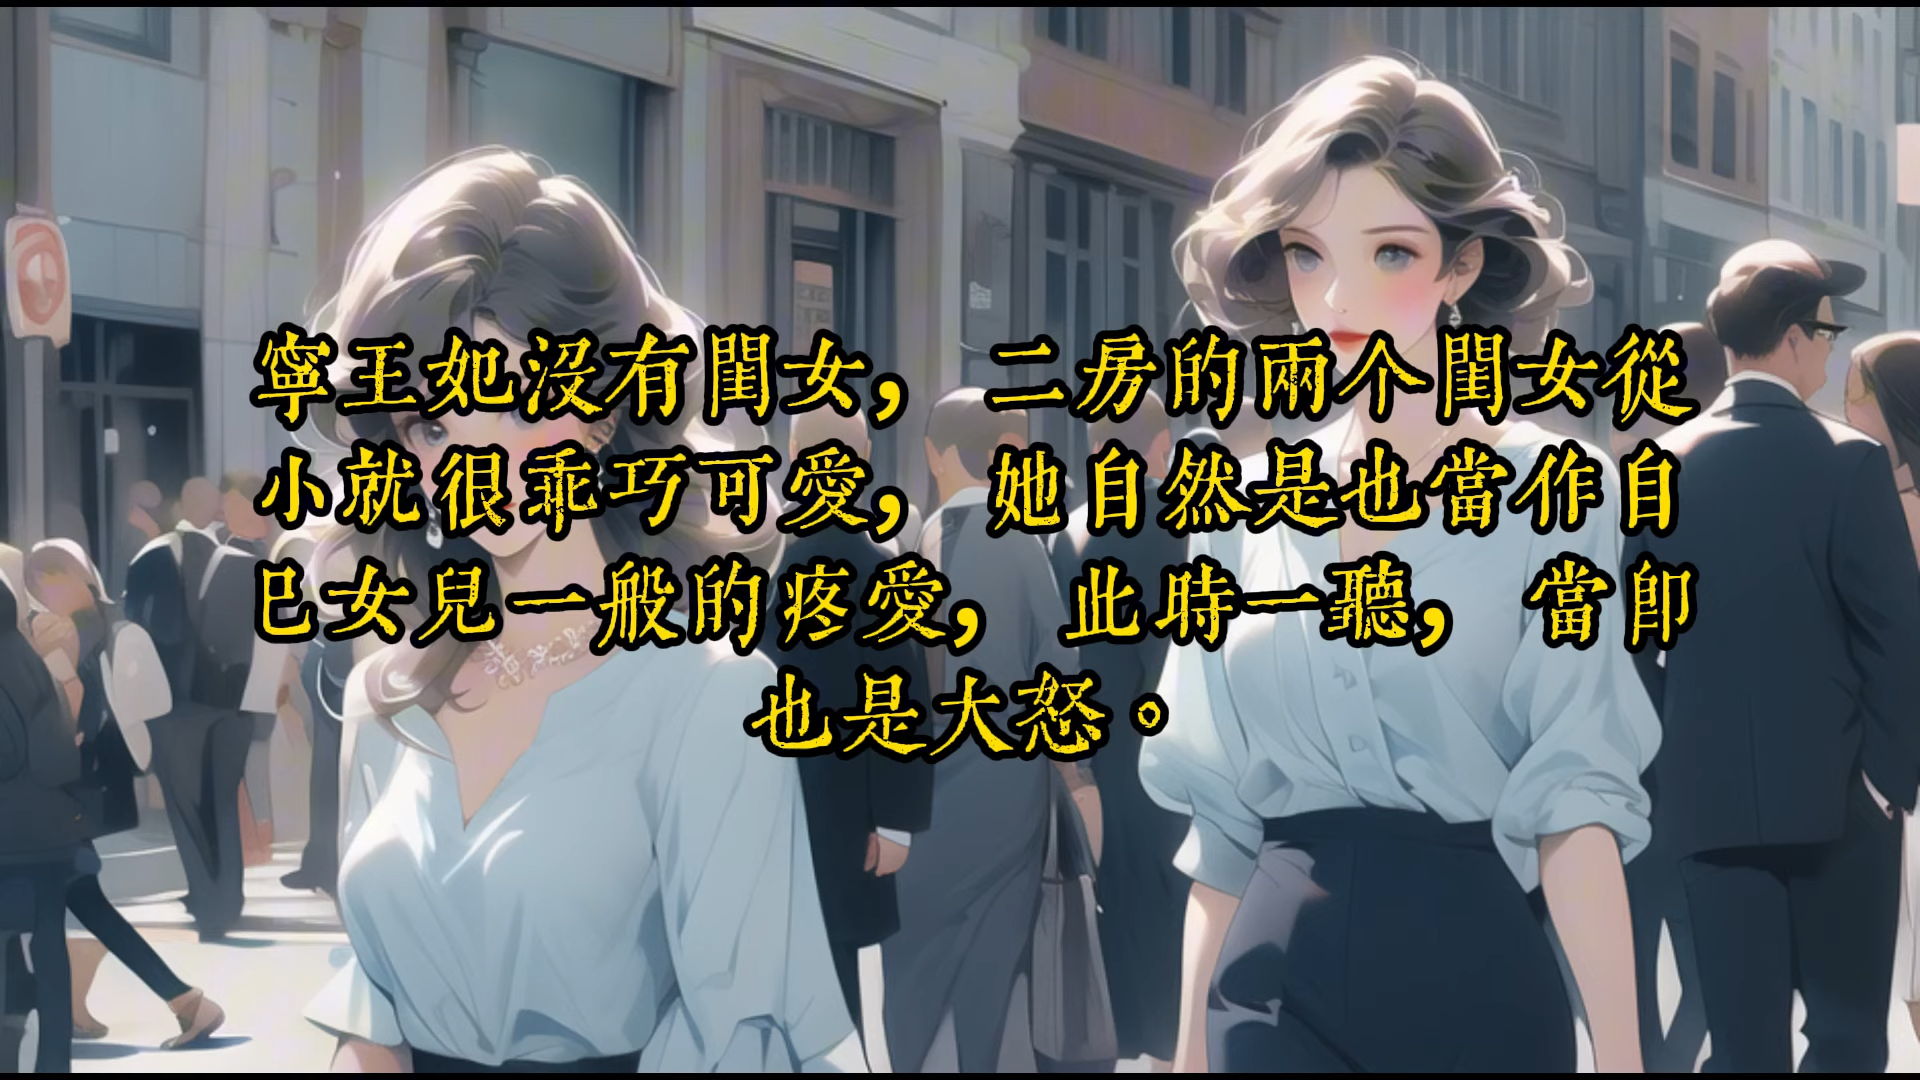 寧王妃沒有閨女，二房的兩个閨女從
小就很乖巧可愛，她自然是也當作自
己女兒一般的疼愛，此時一聽，當即
也是大怒。